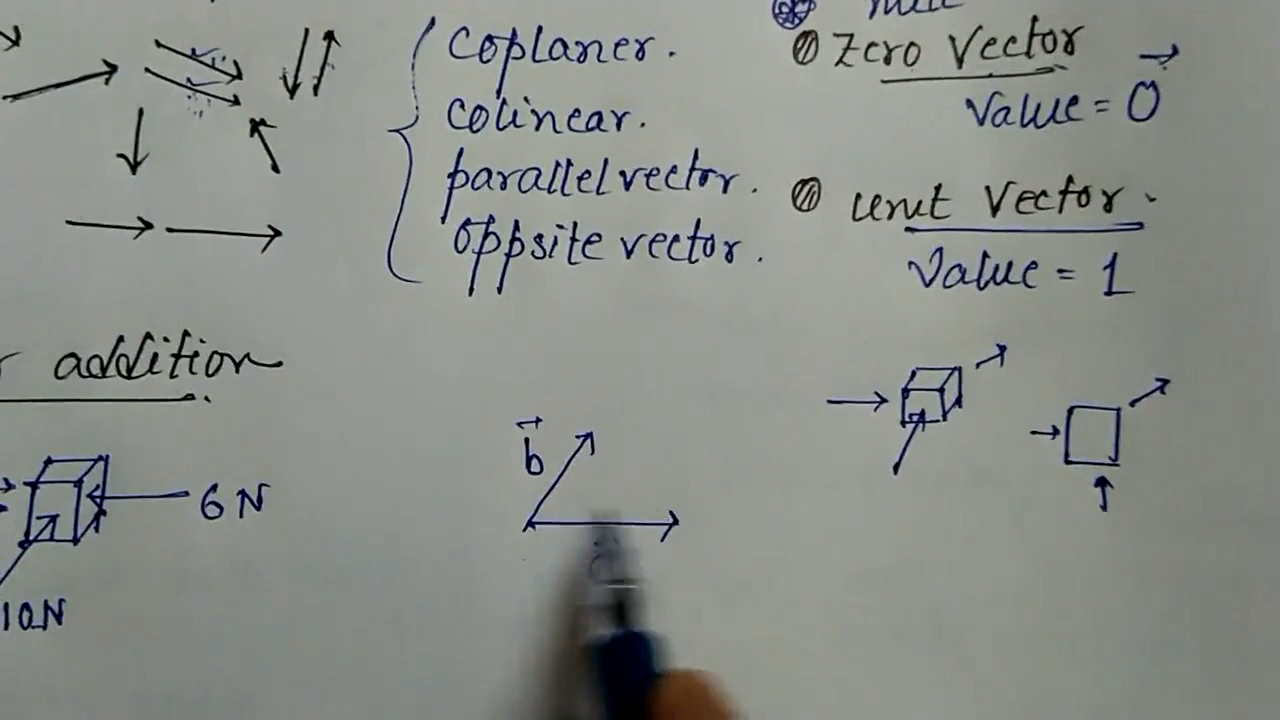 coplaner.
colinear.
parallel vector.
oppsite vector.
Zero Vector
Value = 0
unit Vector.
Value = 1
addition
6 N
10N
b